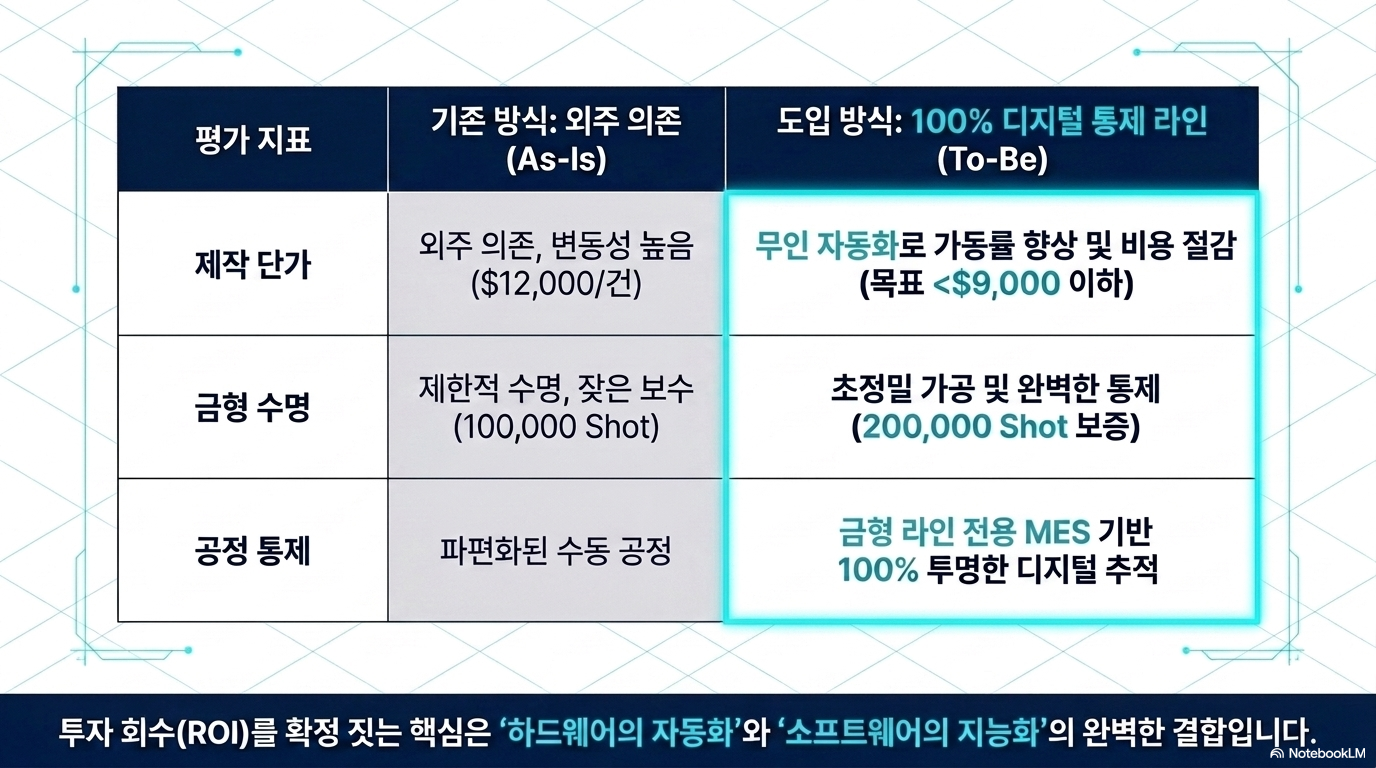 평가 지표
기존 방식: 외주 의존
(As-Is)
도입 방식: 100% 디지털 통제 라인
(To-Be)
제작 단가
외주 의존, 변동성 높음
($12,000/건)
무인 자동화로 가동률 향상 및 비용 절감
(목표 <$9,000 이하)
금형 수명
제한적 수명, 잦은 보수
(100,000 Shot)
초정밀 가공 및 완벽한 통제
(200,000 Shot 보증)
공정 통제
파편화된 수동 공정
금형 라인 전용 MES 기반
100% 투명한 디지털 추적
투자 회수(ROI)를 확정 짓는 핵심은 ‘하드웨어의 자동화’와 ‘소프트웨어의 지능화’의 완벽한 결합입니다.
NotebookLM